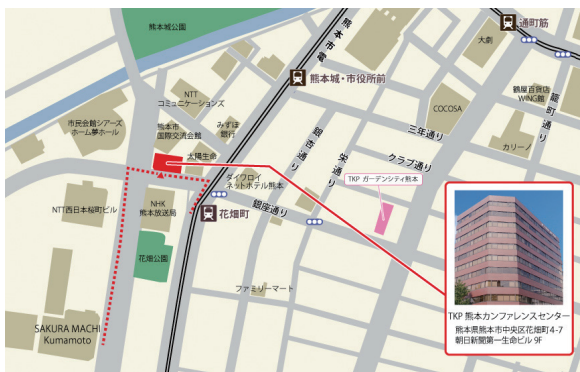 熊本城公園
熊本市電
通町筋
大劇
NTT
コミュニケーションズ
熊本城・市役所前
鶴屋百貨店
WING館
龍町通り
COCOSA
市民会館シアーズ
ホーム夢ホール
熊本市
国際交流会館
みずほ
銀行
三年通り
カリーノ
太陽生命
銀杏通り
栄通り
クラブ通り
ダイワロイ
ネットホテル熊本
TKP ガーデンシティ熊本
NTT西日本桜町ビル
NHK
熊本放送局
花畑町
銀座通り
花畑公園
ファミリーマート
SAKURA MACHI
Kumamoto
TKP 熊本カンファレンスセンター
熊本県熊本市中央区花畑町4-7
朝日新聞第一生命ビル 9F